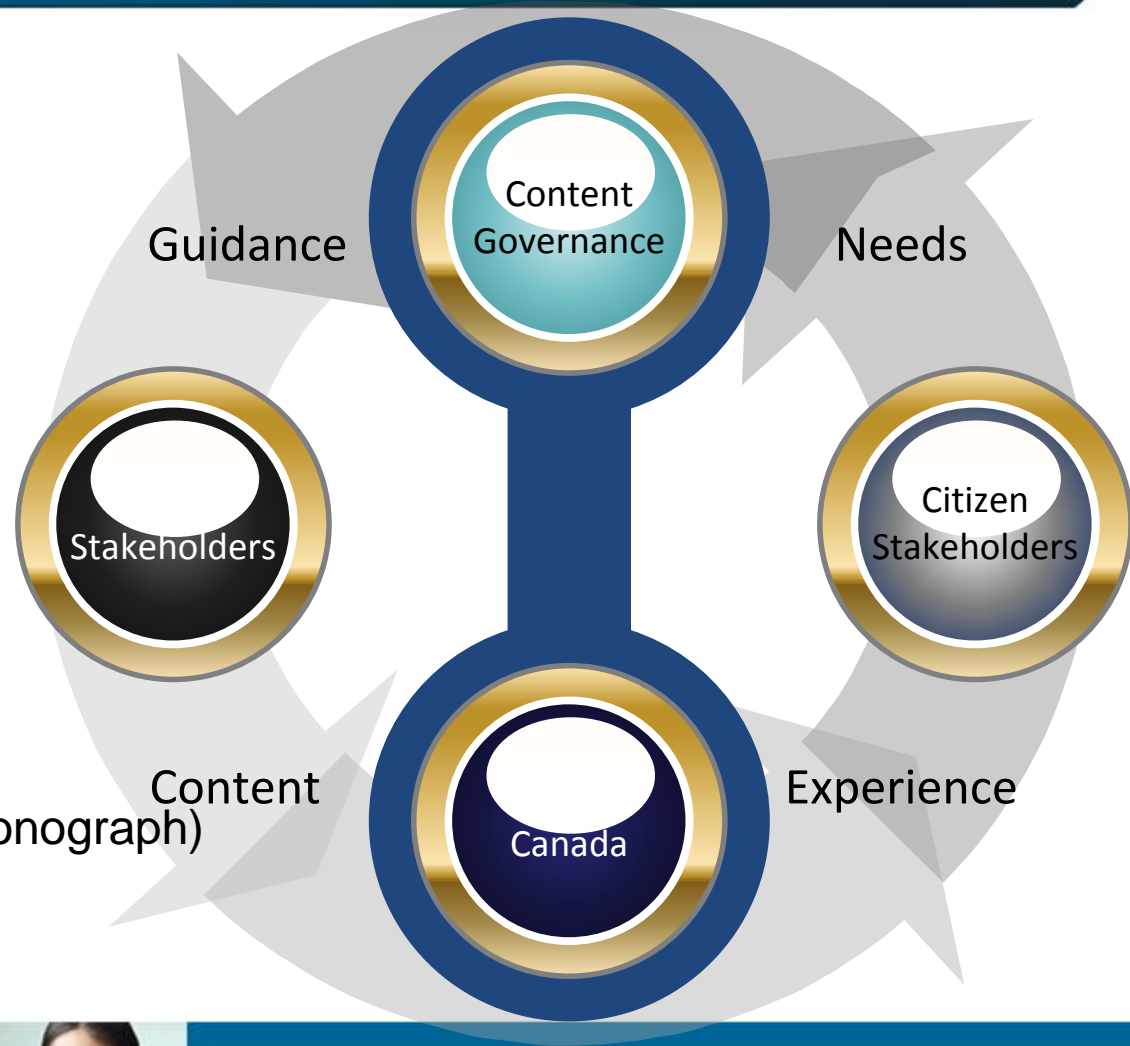 Content
Governance
Guidance
Needs
Stakeholders
Citizen
Stakeholders
Content
Experience
onograph)
Canada